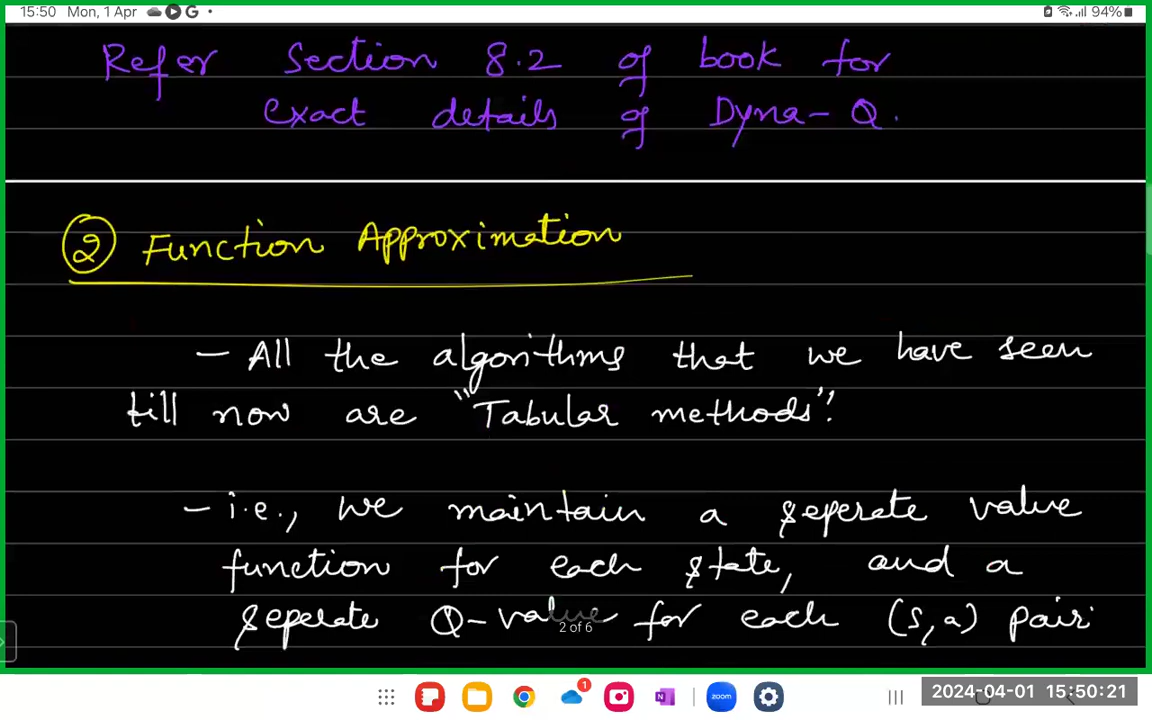 15:50 Mon, 1 Apr
94%
Refer Section 8.2 of book for
exact details of Dyna-Q.
② Function Approximation
- All the algorithms that we have seen
till now are "Tabular methods".
- i.e., we maintain a seperate value
function for each state, and a
seperate Q-value for each (s,a) pair.
2 of 6
1
zoom
2024-04-01 15:50:21